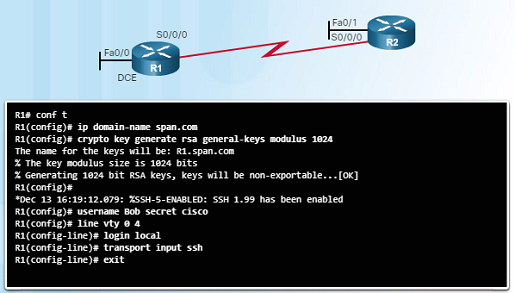 S0/0/0
Fa0/0
R1
DCE
Fa0/1
S0/0/0
R2
R1# conf t
R1(config)# ip domain-name span.com
R1(config)# crypto key generate rsa general-keys modulus 1024
The name for the keys will be: R1.span.com
% The key modulus size is 1024 bits
% Generating 1024 bit RSA keys, keys will be non-exportable...[OK]
R1(config)#
*Dec 13 16:19:12.079: %SSH-5-ENABLED: SSH 1.99 has been enabled
R1(config)# username Bob secret cisco
R1(config)# line vty 0 4
R1(config-line)# login local
R1(config-line)# transport input ssh
R1(config-line)# exit